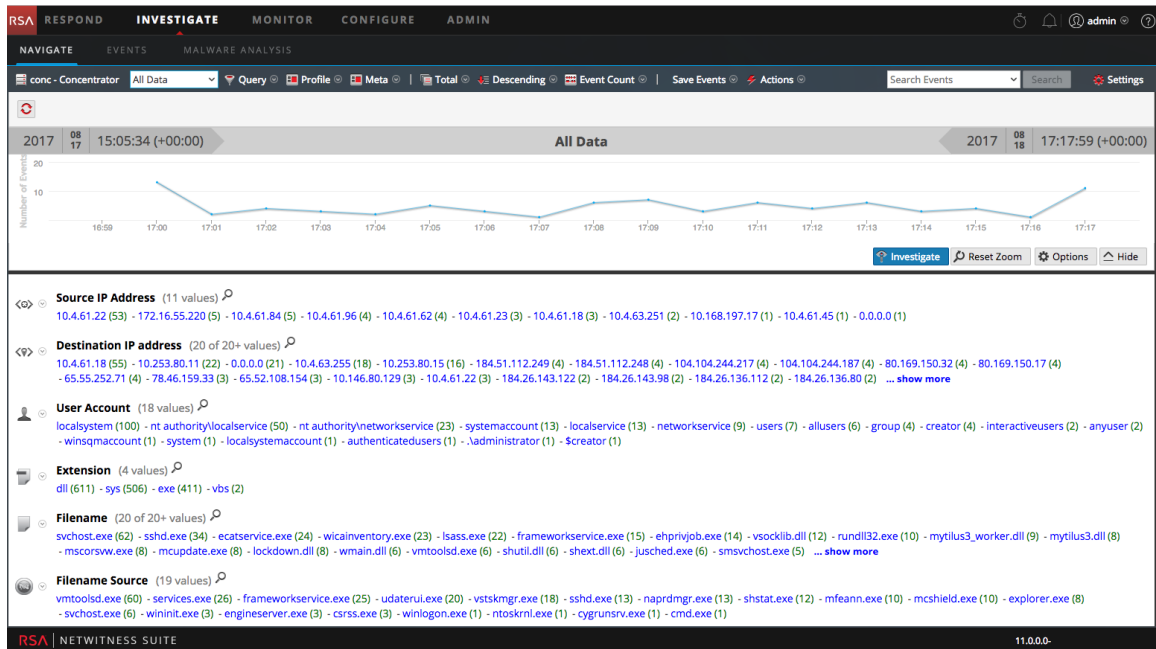 RSA RESPOND INVESTIGATE MONITOR CONFIGURE ADMIN admin
NAVIGATE EVENTS MALWARE ANALYSIS
conc - Concentrator All Data Query Profile Meta | Total Descending Event Count | Save Events Actions Search Events Search Settings
2017 08 17 15:05:34 (+00:00) All Data 2017 08 18 17:17:59 (+00:00)
Number of Events
20
10
16:59 17:00 17:01 17:02 17:03 17:04 17:05 17:06 17:07 17:08 17:09 17:10 17:11 17:12 17:13 17:14 17:15 17:16 17:17
Investigate Reset Zoom Options Hide
Source IP Address (11 values)
10.4.61.22 (53) - 172.16.55.220 (5) - 10.4.61.84 (5) - 10.4.61.96 (4) - 10.4.61.62 (4) - 10.4.61.23 (3) - 10.4.61.18 (3) - 10.4.63.251 (2) - 10.168.197.17 (1) - 10.4.61.45 (1) - 0.0.0.0 (1)
Destination IP address (20 of 20+ values)
10.4.61.18 (55) - 10.253.80.11 (22) - 0.0.0.0 (21) - 10.4.63.255 (18) - 10.253.80.15 (16) - 184.51.112.249 (4) - 184.51.112.248 (4) - 104.104.244.217 (4) - 104.104.244.187 (4) - 80.169.150.32 (4) - 80.169.150.17 (4)
- 65.55.252.71 (4) - 78.46.159.33 (3) - 65.52.108.154 (3) - 10.146.80.129 (3) - 10.4.61.22 (3) - 184.26.143.122 (2) - 184.26.143.98 (2) - 184.26.136.112 (2) - 184.26.136.80 (2) ... show more
User Account (18 values)
localsystem (100) - nt authority\localservice (50) - nt authority\networkservice (23) - systemaccount (13) - localservice (13) - networkservice (9) - users (7) - allusers (6) - group (4) - creator (4) - interactiveusers (2) - anyuser (2)
- winsqmaccount (1) - system (1) - localsystemaccount (1) - authenticatedusers (1) - .\administrator (1) - $creator (1)
Extension (4 values)
dll (611) - sys (506) - exe (411) - vbs (2)
Filename (20 of 20+ values)
svchost.exe (62) - sshd.exe (34) - ecatservice.exe (24) - wicainventory.exe (23) - lsass.exe (22) - frameworkservice.exe (15) - ehprivjob.exe (14) - vsocklib.dll (12) - rundll32.exe (10) - mytilus3_worker.dll (9) - mytilus3.dll (8)
- mscorsvw.exe (8) - mcupdate.exe (8) - lockdown.dll (8) - wmain.dll (6) - vmtoolsd.exe (6) - shutil.dll (6) - shext.dll (6) - jusched.exe (6) - smsvchost.exe (5) ... show more
Filename Source (19 values)
vmtoolsd.exe (60) - services.exe (26) - frameworkservice.exe (25) - udaterui.exe (20) - vstskmgr.exe (18) - sshd.exe (13) - naprdmgr.exe (13) - shstat.exe (12) - mfeann.exe (10) - mcshield.exe (10) - explorer.exe (8)
- svchost.exe (6) - wininit.exe (3) - engineserver.exe (3) - csrss.exe (3) - winlogon.exe (1) - ntoskrnl.exe (1) - cygrunsrv.exe (1) - cmd.exe (1)
RSA | NETWITNESS SUITE 11.0.0.0-